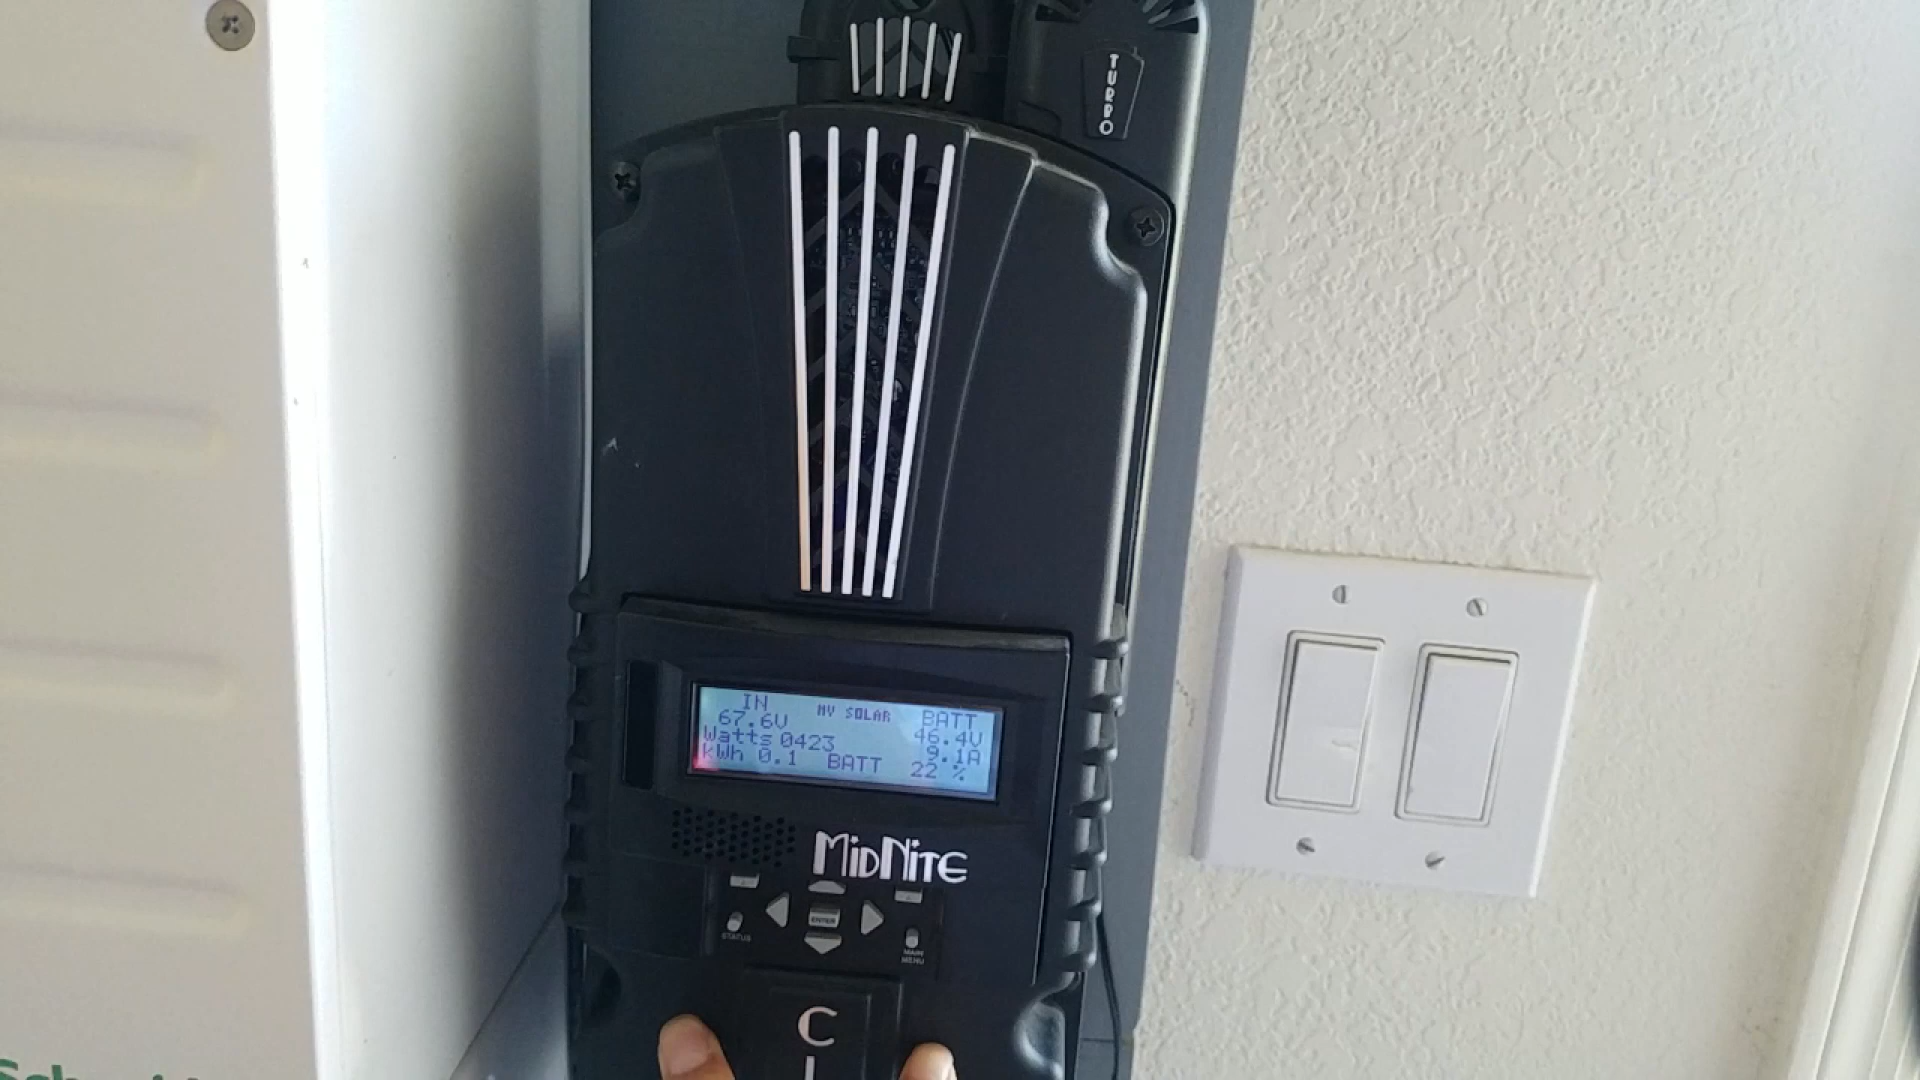 TURBO
IN MY SOLAR BATT
67.6V 46.4V
Watts 0423 9.1A
kWh 0.1 BATT 22 %
MIDNITE
ENTER
STATUS
MAIN MENU
C